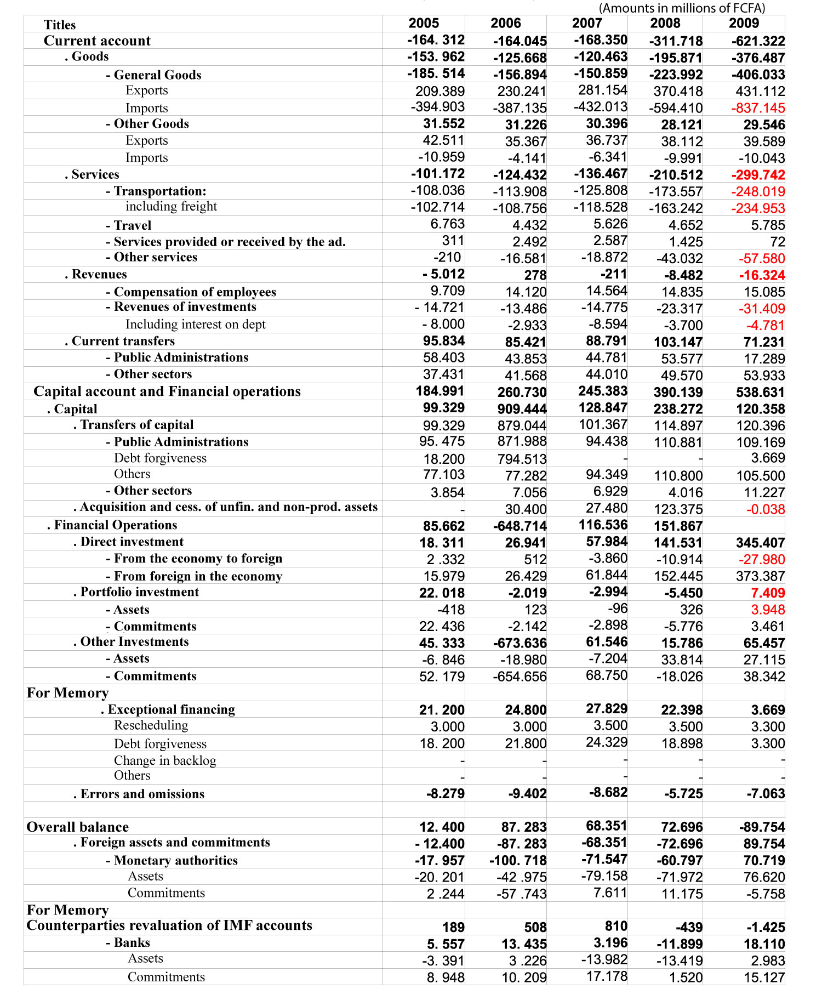 (Amounts in millions of FCFA)
Titles 2005 2006 2007 2008 2009
Current account -164. 312 -164.045 -168.350 -311.718 -621.322
. Goods -153. 962 -125.668 -120.463 -195.871 -376.487
- General Goods -185. 514 -156.894 -150.859 -223.992 -406.033
Exports 209.389 230.241 281.154 370.418 431.112
Imports -394.903 -387.135 -432.013 -594.410 -837.145
- Other Goods 31.552 31.226 30.396 28.121 29.546
Exports 42.511 35.367 36.737 38.112 39.589
Imports -10.959 -4.141 -6.341 -9.991 -10.043
. Services -101.172 -124.432 -136.467 -210.512 -299.742
- Transportation: -108.036 -113.908 -125.808 -173.557 -248.019
including freight -102.714 -108.756 -118.528 -163.242 -234.953
- Travel 6.763 4.432 5.626 4.652 5.785
- Services provided or received by the ad. 311 2.492 2.587 1.425 72
- Other services -210 -16.581 -18.872 -43.032 -57.580
. Revenues - 5.012 278 -211 -8.482 -16.324
- Compensation of employees 9.709 14.120 14.564 14.835 15.085
- Revenues of investments - 14.721 -13.486 -14.775 -23.317 -31.409
Including interest on dept - 8.000 -2.933 -8.594 -3.700 -4.781
. Current transfers 95.834 85.421 88.791 103.147 71.231
- Public Administrations 58.403 43.853 44.781 53.577 17.289
- Other sectors 37.431 41.568 44.010 49.570 53.933
Capital account and Financial operations 184.991 260.730 245.383 390.139 538.631
. Capital 99.329 909.444 128.847 238.272 120.358
. Transfers of capital 99.329 879.044 101.367 114.897 120.396
- Public Administrations 95. 475 871.988 94.438 110.881 109.169
Debt forgiveness 18.200 794.513 - - 3.669
Others 77.103 77.282 94.349 110.800 105.500
- Other sectors 3.854 7.056 6.929 4.016 11.227
. Acquisition and cess. of unfin. and non-prod. assets - 30.400 27.480 123.375 -0.038
. Financial Operations 85.662 -648.714 116.536 151.867
. Direct investment 18. 311 26.941 57.984 141.531 345.407
- From the economy to foreign 2 .332 512 -3.860 -10.914 -27.980
- From foreign in the economy 15.979 26.429 61.844 152.445 373.387
. Portfolio investment 22. 018 -2.019 -2.994 -5.450 7.409
- Assets -418 123 -96 326 3.948
- Commitments 22. 436 -2.142 -2.898 -5.776 3.461
. Other Investments 45. 333 -673.636 61.546 15.786 65.457
- Assets -6. 846 -18.980 -7.204 33.814 27.115
- Commitments 52. 179 -654.656 68.750 -18.026 38.342
For Memory
. Exceptional financing 21. 200 24.800 27.829 22.398 3.669
Rescheduling 3.000 3.000 3.500 3.500 3.300
Debt forgiveness 18. 200 21.800 24.329 18.898 3.300
Change in backlog - - - - -
Others - - - - -
. Errors and omissions -8.279 -9.402 -8.682 -5.725 -7.063
Overall balance 12. 400 87. 283 68.351 72.696 -89.754
. Foreign assets and commitments - 12.400 -87. 283 -68.351 -72.696 89.754
- Monetary authorities -17. 957 -100. 718 -71.547 -60.797 70.719
Assets -20. 201 -42 .975 -79.158 -71.972 76.620
Commitments 2 .244 -57 .743 7.611 11.175 -5.758
For Memory
Counterparties revaluation of IMF accounts 189 508 810 -439 -1.425
- Banks 5. 557 13. 435 3.196 -11.899 18.110
Assets -3. 391 3 .226 -13.982 -13.419 2.983
Commitments 8. 948 10. 209 17.178 1.520 15.127